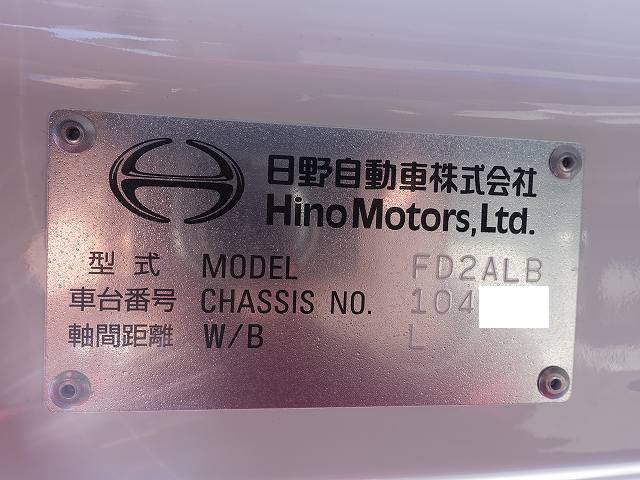 日野自動車株式会社
Hino Motors, Ltd.
型式 MODEL FD2ALB
車台番号 CHASSIS NO. 104
軸間距離 W/B L